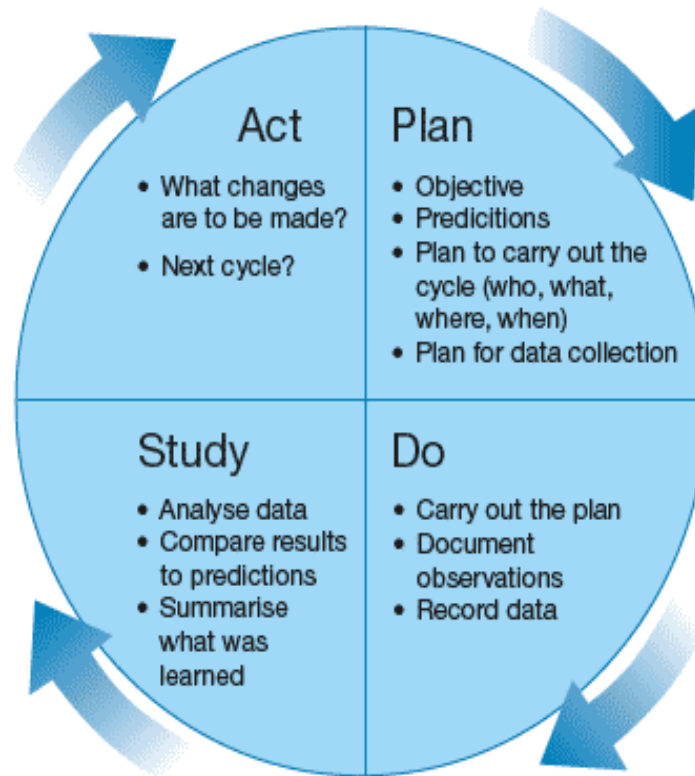 Act
• What changes
are to be made?
• Next cycle?
Plan
• Objective
• Predicitions
• Plan to carry out the
cycle (who, what,
where, when)
• Plan for data collection
Study
• Analyse data
• Compare results
to predictions
• Summarise
what was
learned
Do
• Carry out the plan
• Document
observations
• Record data